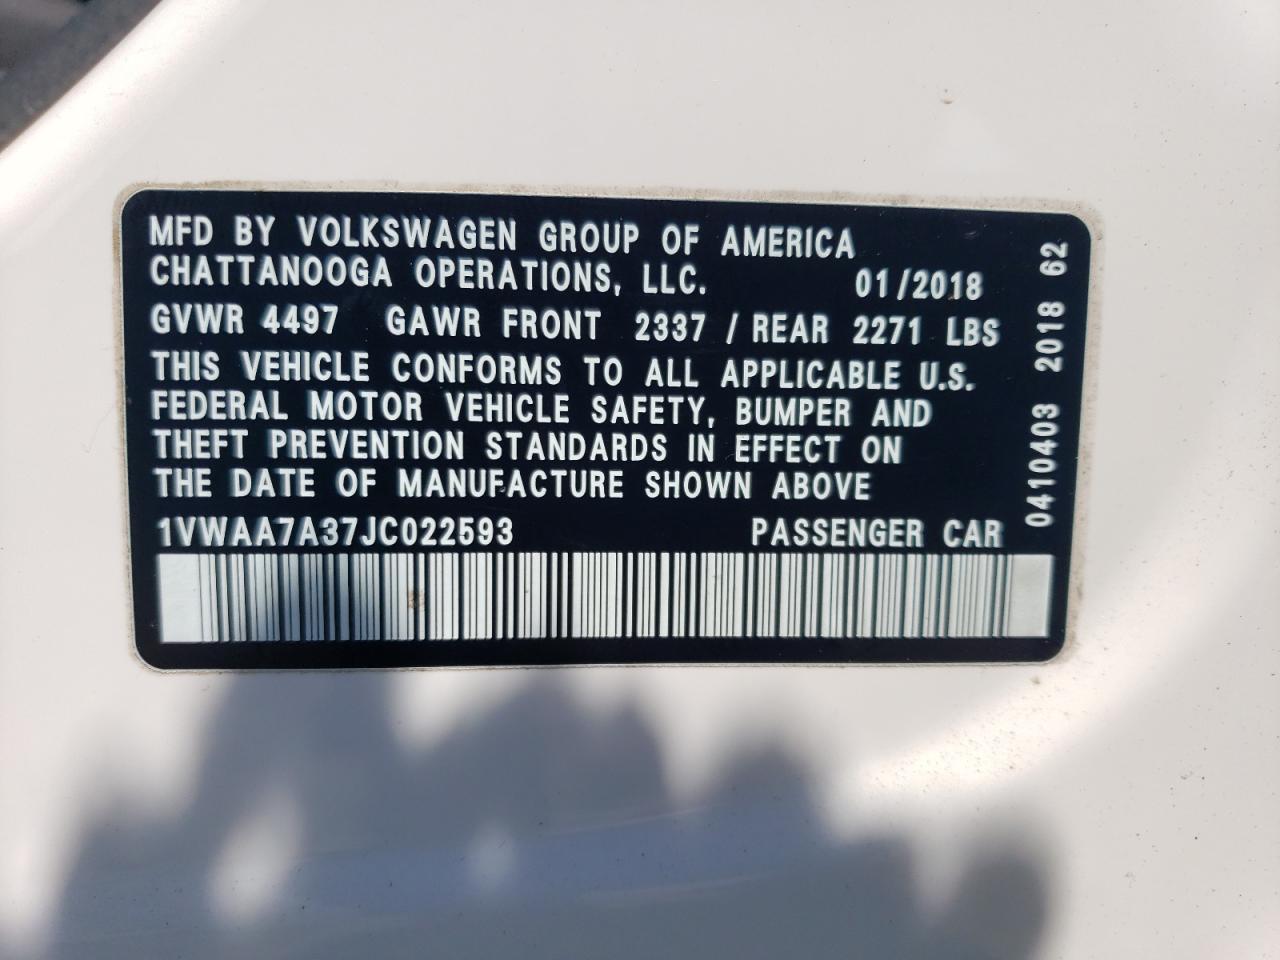 MFD BY VOLKSWAGEN GROUP OF AMERICA
CHATTANOOGA OPERATIONS, LLC. 01/2018
GVWR 4497 GAWR FRONT 2337 / REAR 2271 LBS
THIS VEHICLE CONFORMS TO ALL APPLICABLE U.S.
FEDERAL MOTOR VEHICLE SAFETY, BUMPER AND
THEFT PREVENTION STANDARDS IN EFFECT ON
THE DATE OF MANUFACTURE SHOWN ABOVE
1VWAA7A37JC022593 PASSENGER CAR
0410403 2018 62